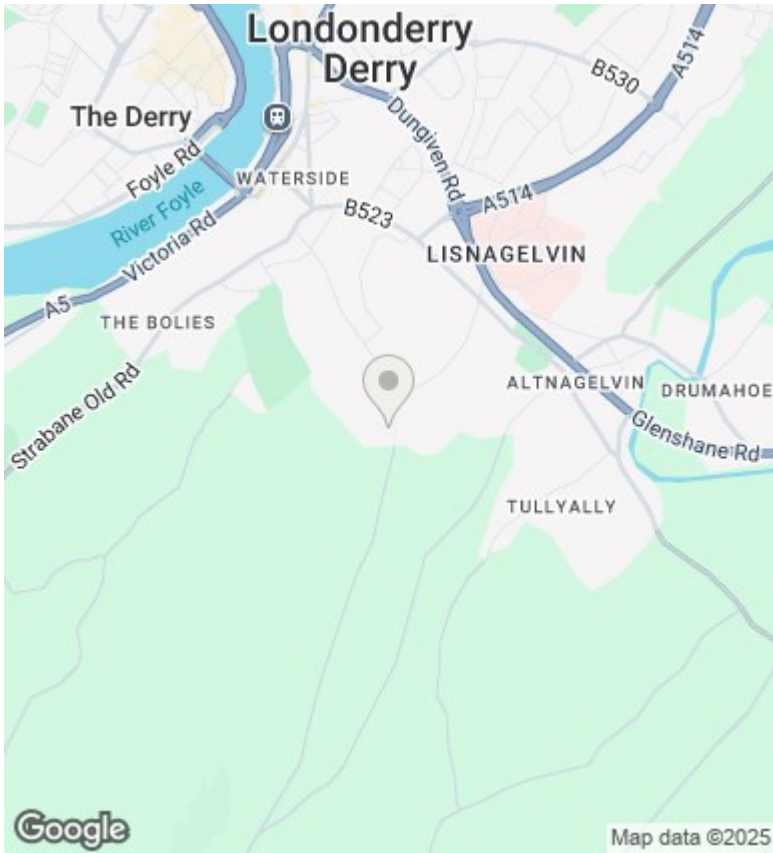 Londonderry
Derry
B530
A514
The Derry
Dungiven Rd
Foyle Rd
WATERSIDE
River Foyle
B523
A514
Victoria Rd
LISNAGELVIN
A5
THE BOLIES
ALTNAGELVIN
DRUMAHOE
Strabane Old Rd
Glenshane Rd
TULLYALLY
Google
Map data ©2025